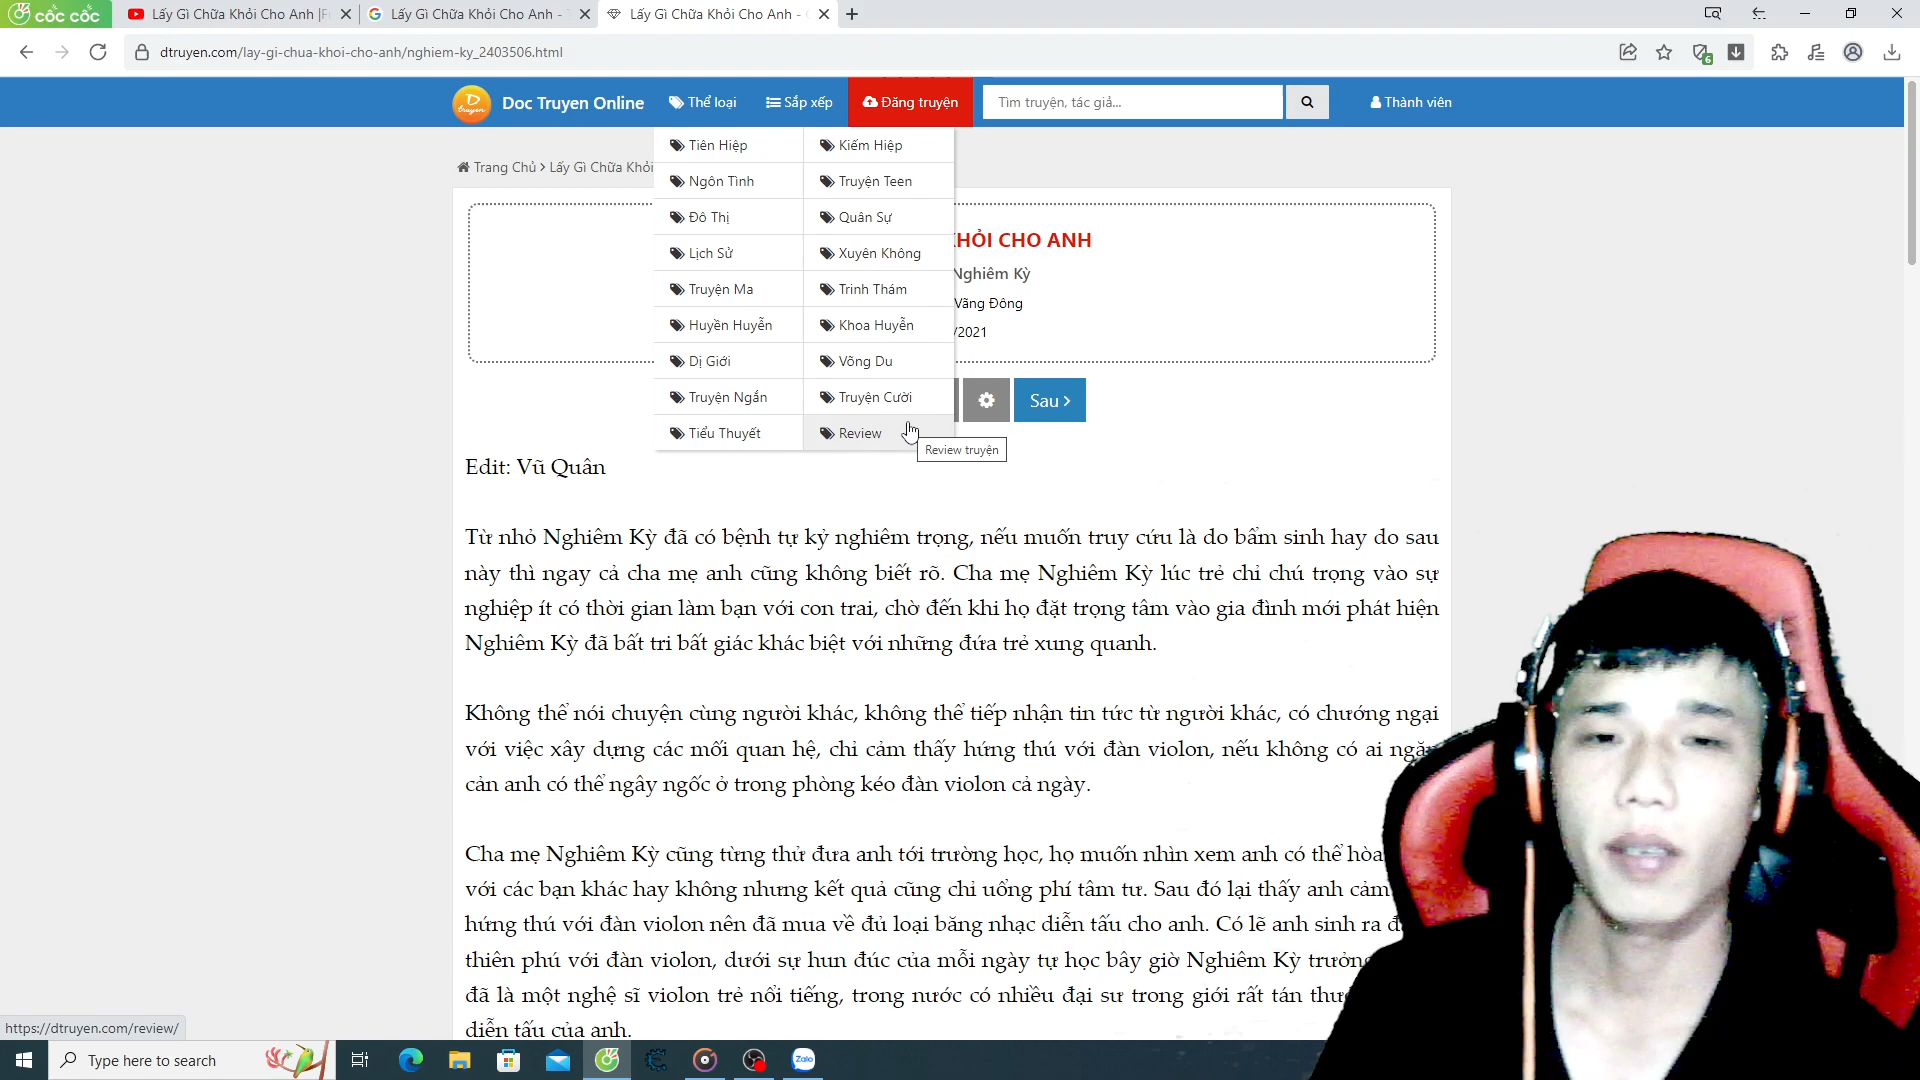 cốc cốc
Lấy Gì Chữa Khỏi Cho Anh |F
Lấy Gì Chữa Khỏi Cho Anh -
Lấy Gì Chữa Khỏi Cho Anh -
dtruyen.com/lay-gi-chua-khoi-cho-anh/nghiem-ky_2403506.html
6
D
truyen
Doc Truyen Online
Thể loại
Sắp xếp
Đăng truyện
Tìm truyện, tác giả...
Thành viên
Trang Chủ > Lấy Gì Chữa Khỏi
Tiên Hiệp
Kiếm Hiệp
Ngôn Tình
Truyện Teen
Đô Thị
Quân Sự
Lịch Sử
Xuyên Không
Truyện Ma
Trinh Thám
Huyền Huyễn
Khoa Huyễn
Dị Giới
Võng Du
Truyện Ngắn
Truyện Cười
Tiểu Thuyết
Review
Review truyện
KHỎI CHO ANH
Nghiêm Kỳ
Vãng Đông
/2021
Sau >
Edit: Vũ Quân
Từ nhỏ Nghiêm Kỳ đã có bệnh tự kỷ nghiêm trọng, nếu muốn truy cứu là do bẩm sinh hay do sau
này thì ngay cả cha mẹ anh cũng không biết rõ. Cha mẹ Nghiêm Kỳ lúc trẻ chỉ chú trọng vào sự
nghiệp ít có thời gian làm bạn với con trai, chờ đến khi họ đặt trọng tâm vào gia đình mới phát hiện
Nghiêm Kỳ đã bất tri bất giác khác biệt với những đứa trẻ xung quanh.
Không thể nói chuyện cùng người khác, không thể tiếp nhận tin tức từ người khác, có chướng ngại
với việc xây dựng các mối quan hệ, chỉ cảm thấy hứng thú với đàn violon, nếu không có ai ngăn
cản anh có thể ngây ngốc ở trong phòng kéo đàn violon cả ngày.
Cha mẹ Nghiêm Kỳ cũng từng thử đưa anh tới trường học, họ muốn nhìn xem anh có thể hòa
với các bạn khác hay không nhưng kết quả cũng chỉ uổng phí tâm tư. Sau đó lại thấy anh cảm
hứng thú với đàn violon nên đã mua về đủ loại băng nhạc diễn tấu cho anh. Có lẽ anh sinh ra
thiên phú với đàn violon, dưới sự hun đúc của mỗi ngày tự học bây giờ Nghiêm Kỳ trưởng
đã là một nghệ sĩ violon trẻ nổi tiếng, trong nước có nhiều đại sư trong giới rất tán
diễn tấu của anh.
https://dtruyen.com/review/
Type here to search
Zalo